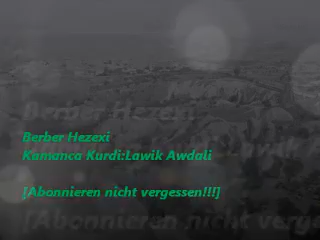 Berber Hezexi
Kamanca Kurdi:Lawik Awdali
[Abonnieren nicht vergessen!!!]